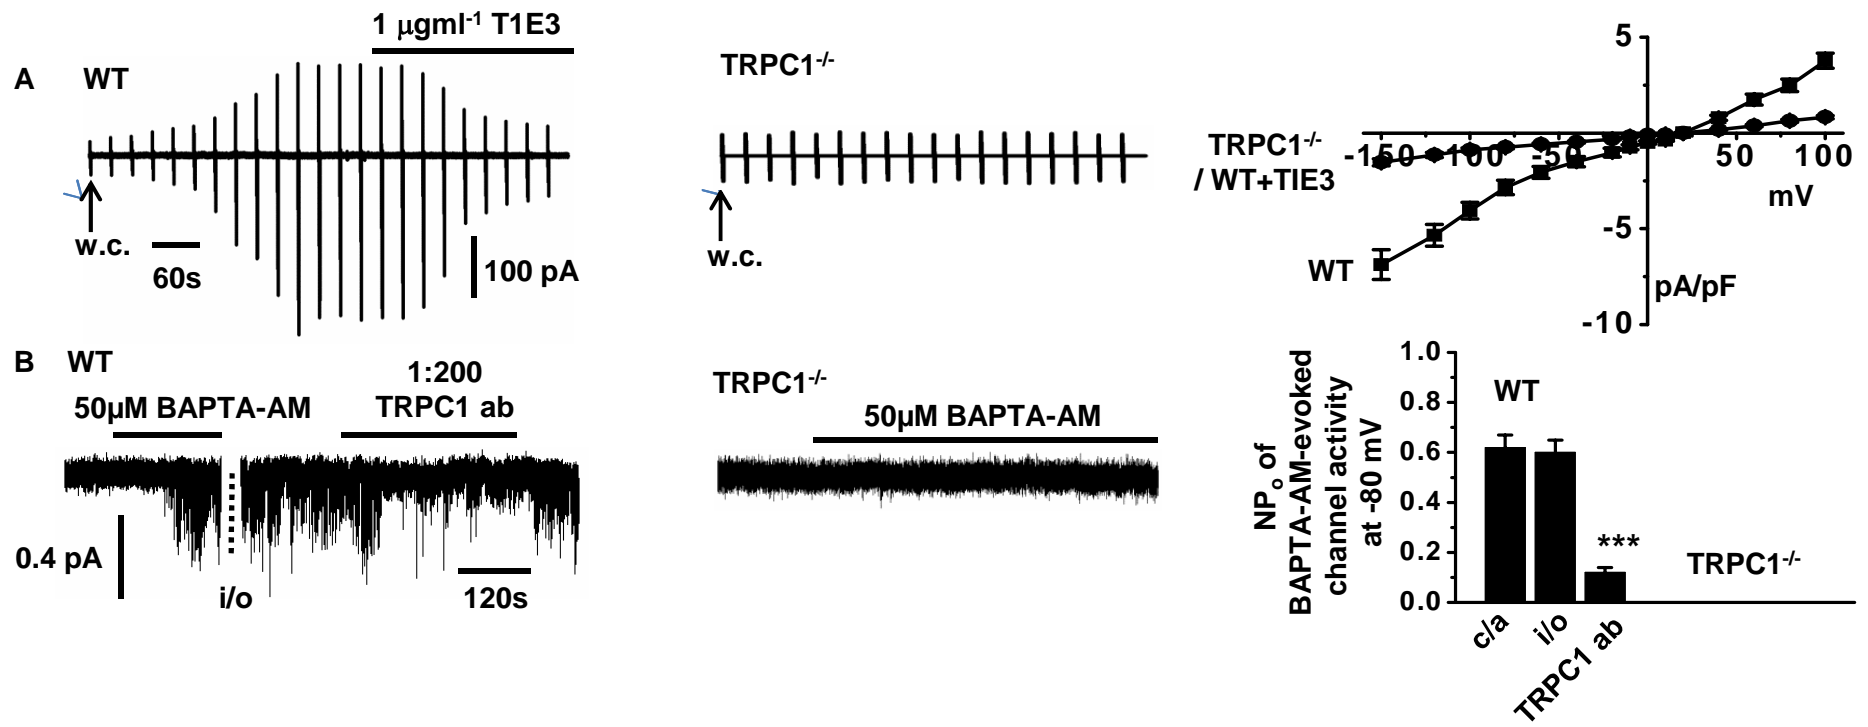 1 µgml-1 T1E3
A WT
w.c.
60s
100 pA
TRPC1-/-
w.c.
5
TRPC1-/-
/ WT+TIE3
-150 -100 -50 50 100
mV
-5
WT
pA/pF
-10
B WT
1:200
50µM BAPTA-AM TRPC1 ab
0.4 pA
i/o
120s
TRPC1-/-
50µM BAPTA-AM
NPo of
BAPTA-AM-evoked
channel activity
at -80 mV
1.0
0.8
0.6
0.4
0.2
0.0
WT
***
TRPC1-/-
c/a
i/o
TRPC1 ab